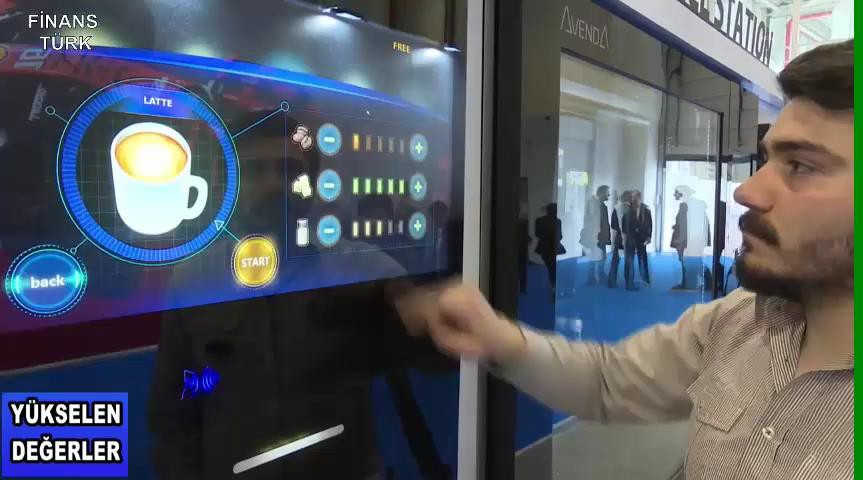 FİNANS
TÜRK
FREE
LATTE
AVENDA
STATION
back
START
YÜKSELEN
DEĞERLER